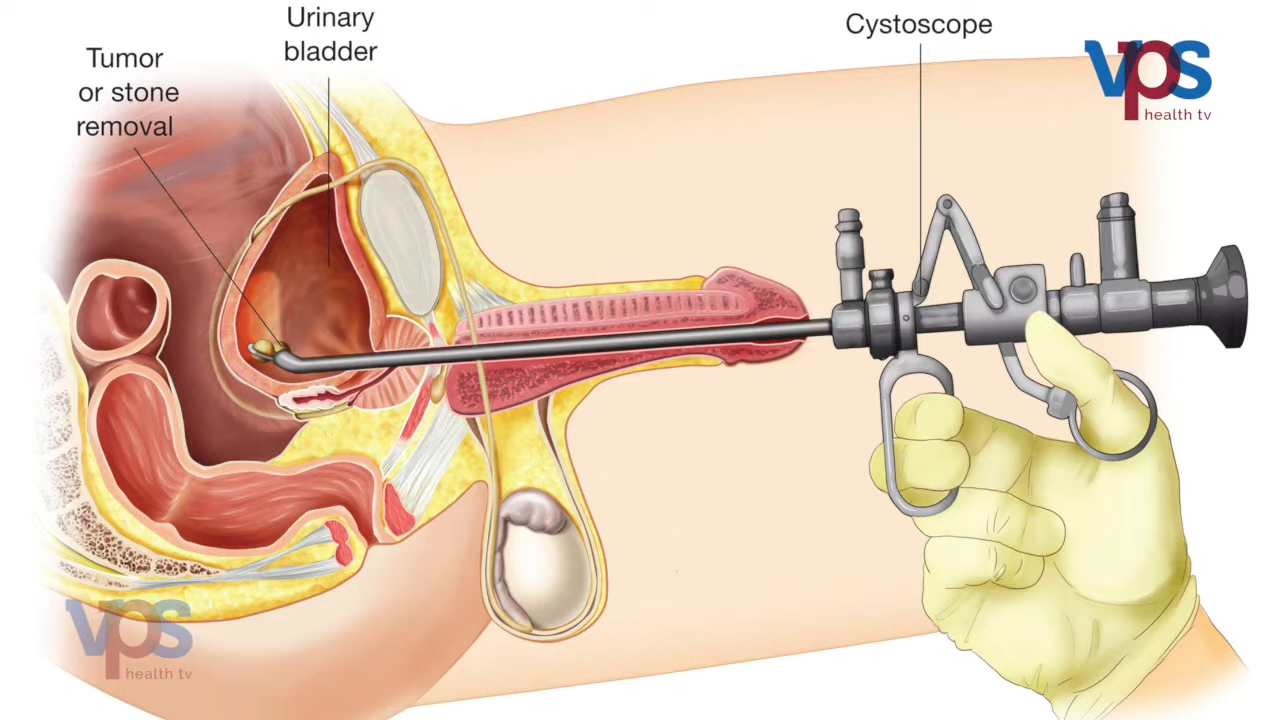 Urinary
bladder
Cystoscope
Tumor
or stone
removal
vps
health tv
vps
health tv